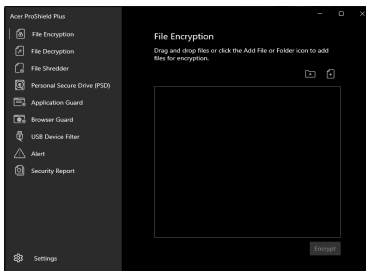 Acer ProShield Plus
File Encryption
File Decryption
File Shredder
Personal Secure Drive (PSD)
Application Guard
Browser Guard
USB Device Filter
Alert
Security Report
Settings
File Encryption
Drag and drop files or click the Add File or Folder icon to add
files for encryption.
Encrypt